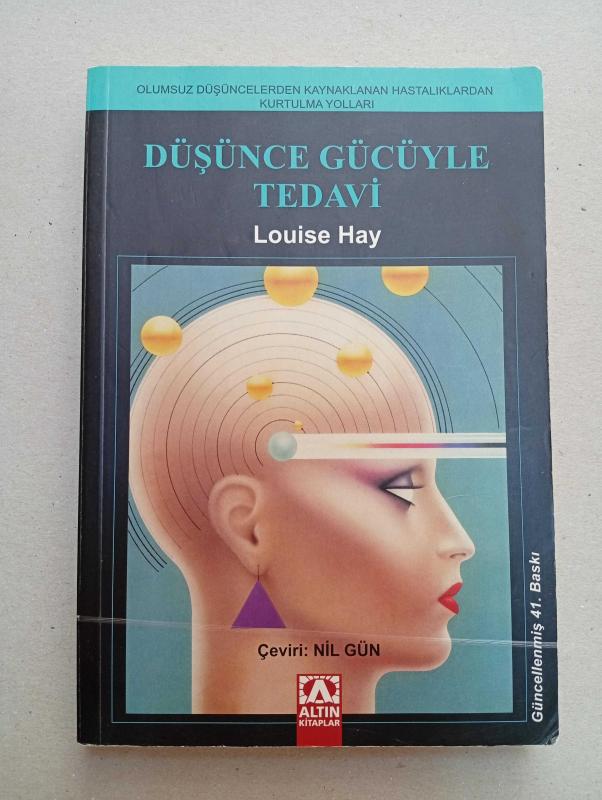 OLUMSUZ DÜŞÜNCELERDEN KAYNAKLANAN HASTALIKLARDAN
KURTULMA YOLLARI
DÜŞÜNCE GÜCÜYLE
TEDAVİ
Louise Hay
Güncellenmiş 41. Baskı
Çeviri: NİL GÜN
ALTIN
KİTAPLAR